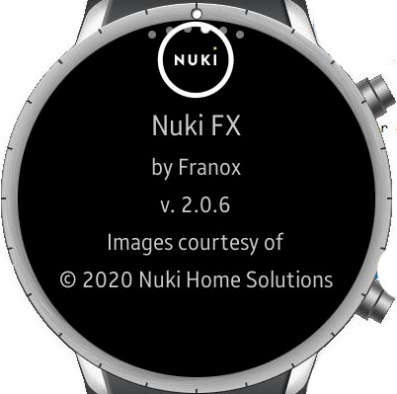 NUKi
Nuki FX
by Franox
v. 2.0.6
Images courtesy of
© 2020 Nuki Home Solutions